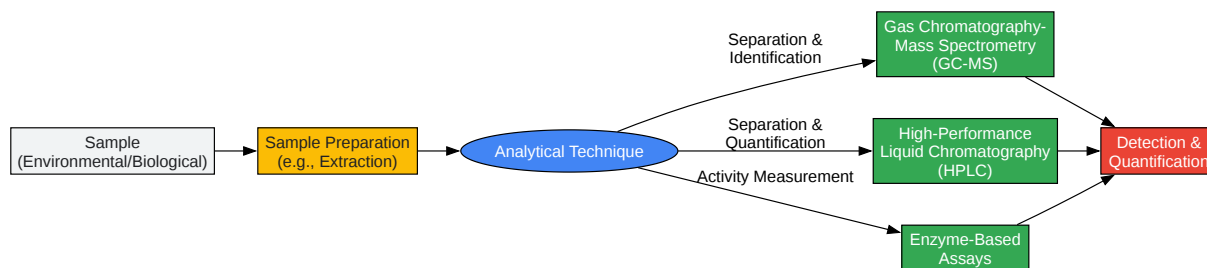 Sample
(Environmental/Biological)
Sample Preparation
(e.g., Extraction)
Analytical Technique
Separation &
Identification
Separation &
Quantification
Activity Measurement
Gas Chromatography-
Mass Spectrometry
(GC-MS)
High-Performance
Liquid Chromatography
(HPLC)
Enzyme-Based
Assays
Detection &
Quantification